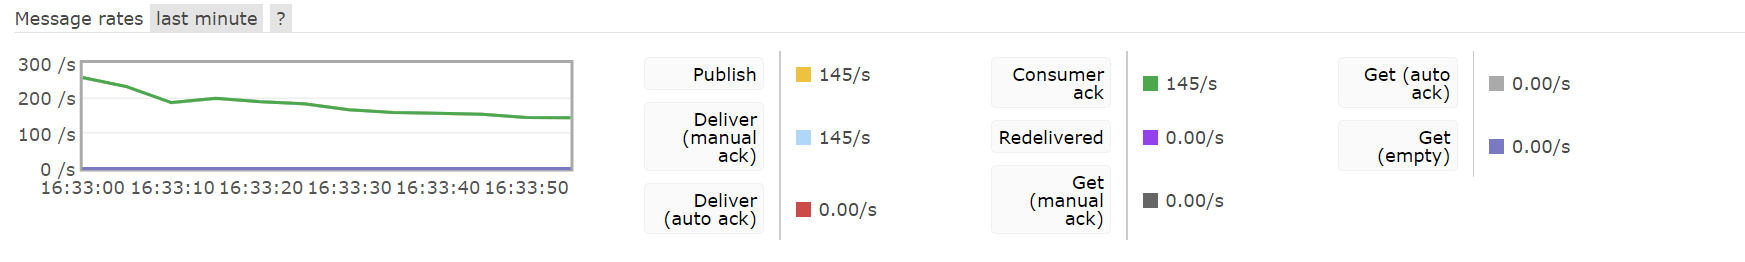 Message rates last minute ?
300 /s
200 /s
100 /s
0 /s
16:33:00 16:33:10 16:33:20 16:33:30 16:33:40 16:33:50
Publish
145/s
Deliver
(manual
ack)
145/s
Deliver
(auto ack)
0.00/s
Consumer
ack
145/s
Redelivered
0.00/s
Get
(manual
ack)
0.00/s
Get (auto
ack)
0.00/s
Get
(empty)
0.00/s